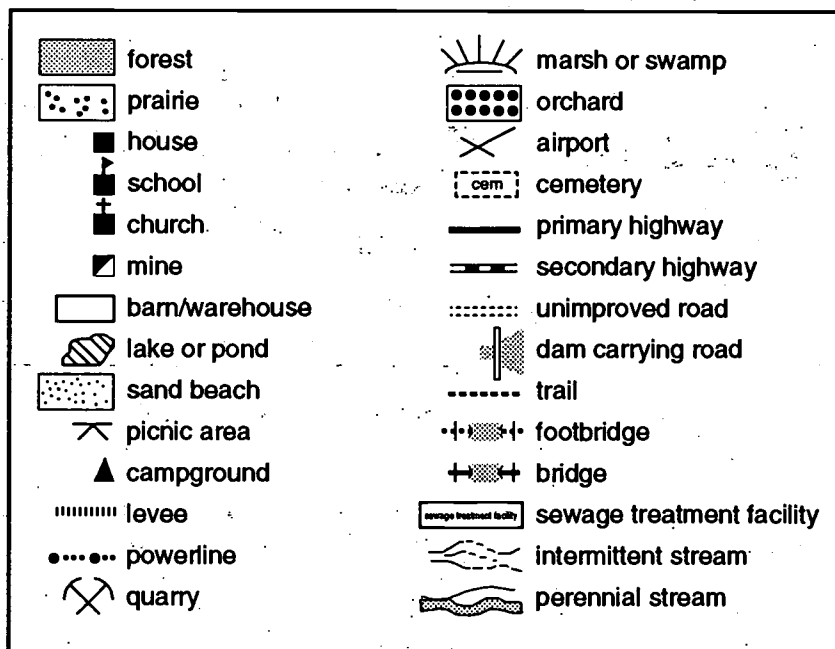 forest
prairie
house
school
church
mine
barn/warehouse
lake or pond
sand beach
picnic area
campground
levee
powerline
quarry
marsh or swamp
orchard
airport
cem cemetery
primary highway
secondary highway
unimproved road
dam carrying road
trail
footbridge
bridge
sewage treatment facility sewage treatment facility
intermittent stream
perennial stream